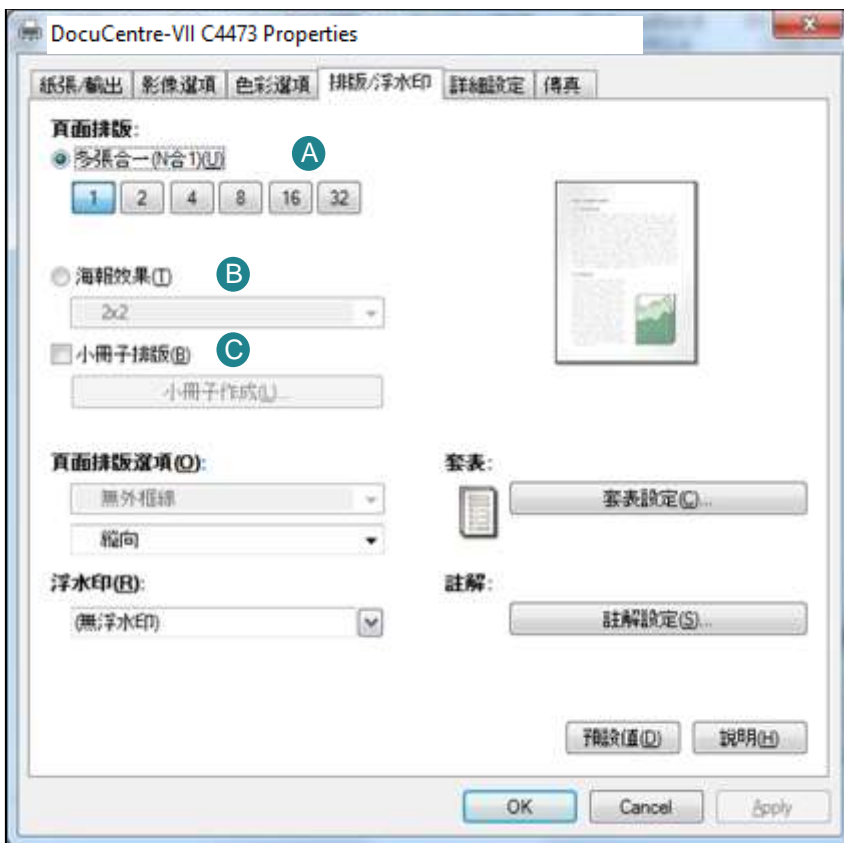 DocuCentre-VII C4473 Properties
紙張/輸出 影像選項 色彩選項 排版/浮水印 詳細設定 傳真
頁面排版:
多張合一(N合1)(U) A
1 2 4 8 16 32
海報效果(T) B
2x2
小冊子排版(B) C
小冊子作成(L)...
頁面排版選項(O):
無外框線
縱向
套表:
套表設定(C)...
浮水印(R):
(無浮水印)
註解:
註解設定(S)...
預設值(D) 說明(H)
OK Cancel Apply